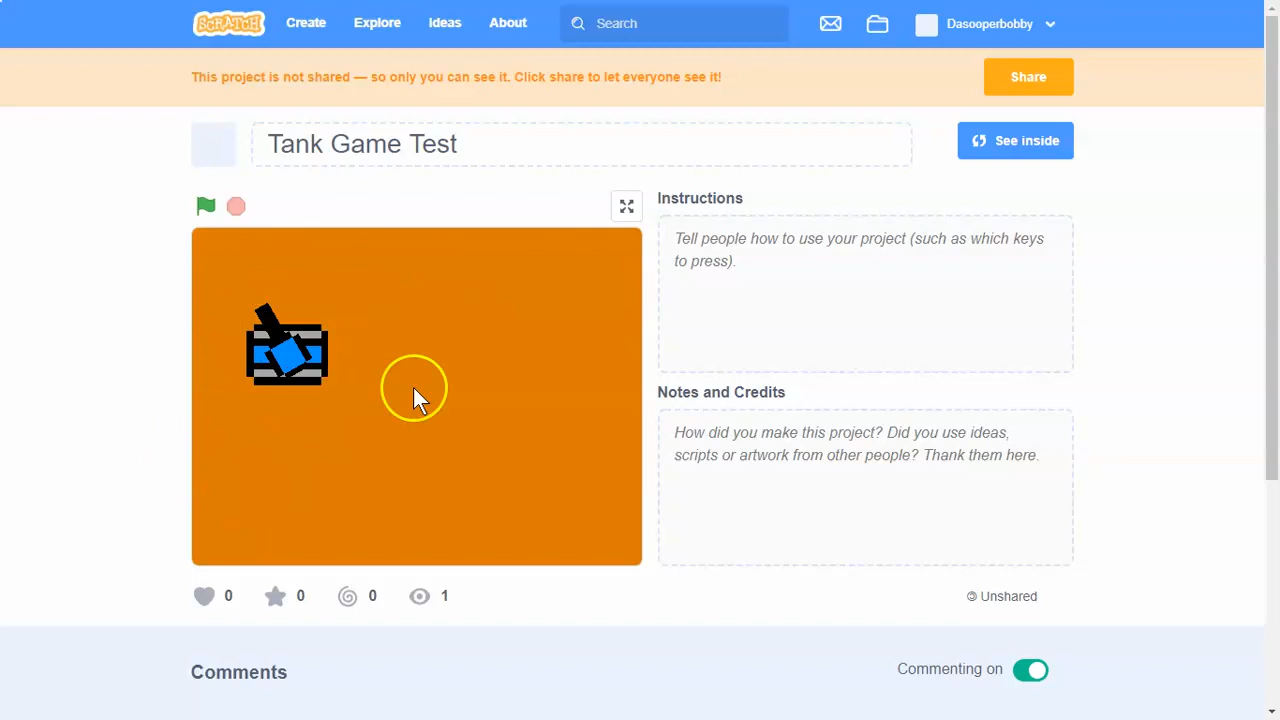 SCRATCH Create Explore Ideas About Search Dasooperbobby
This project is not shared — so only you can see it. Click share to let everyone see it! Share
Tank Game Test See inside
Instructions
Tell people how to use your project (such as which keys
to press).
Notes and Credits
How did you make this project? Did you use ideas,
scripts or artwork from other people? Thank them here.
0 0 0 1 Unshared
Comments Commenting on